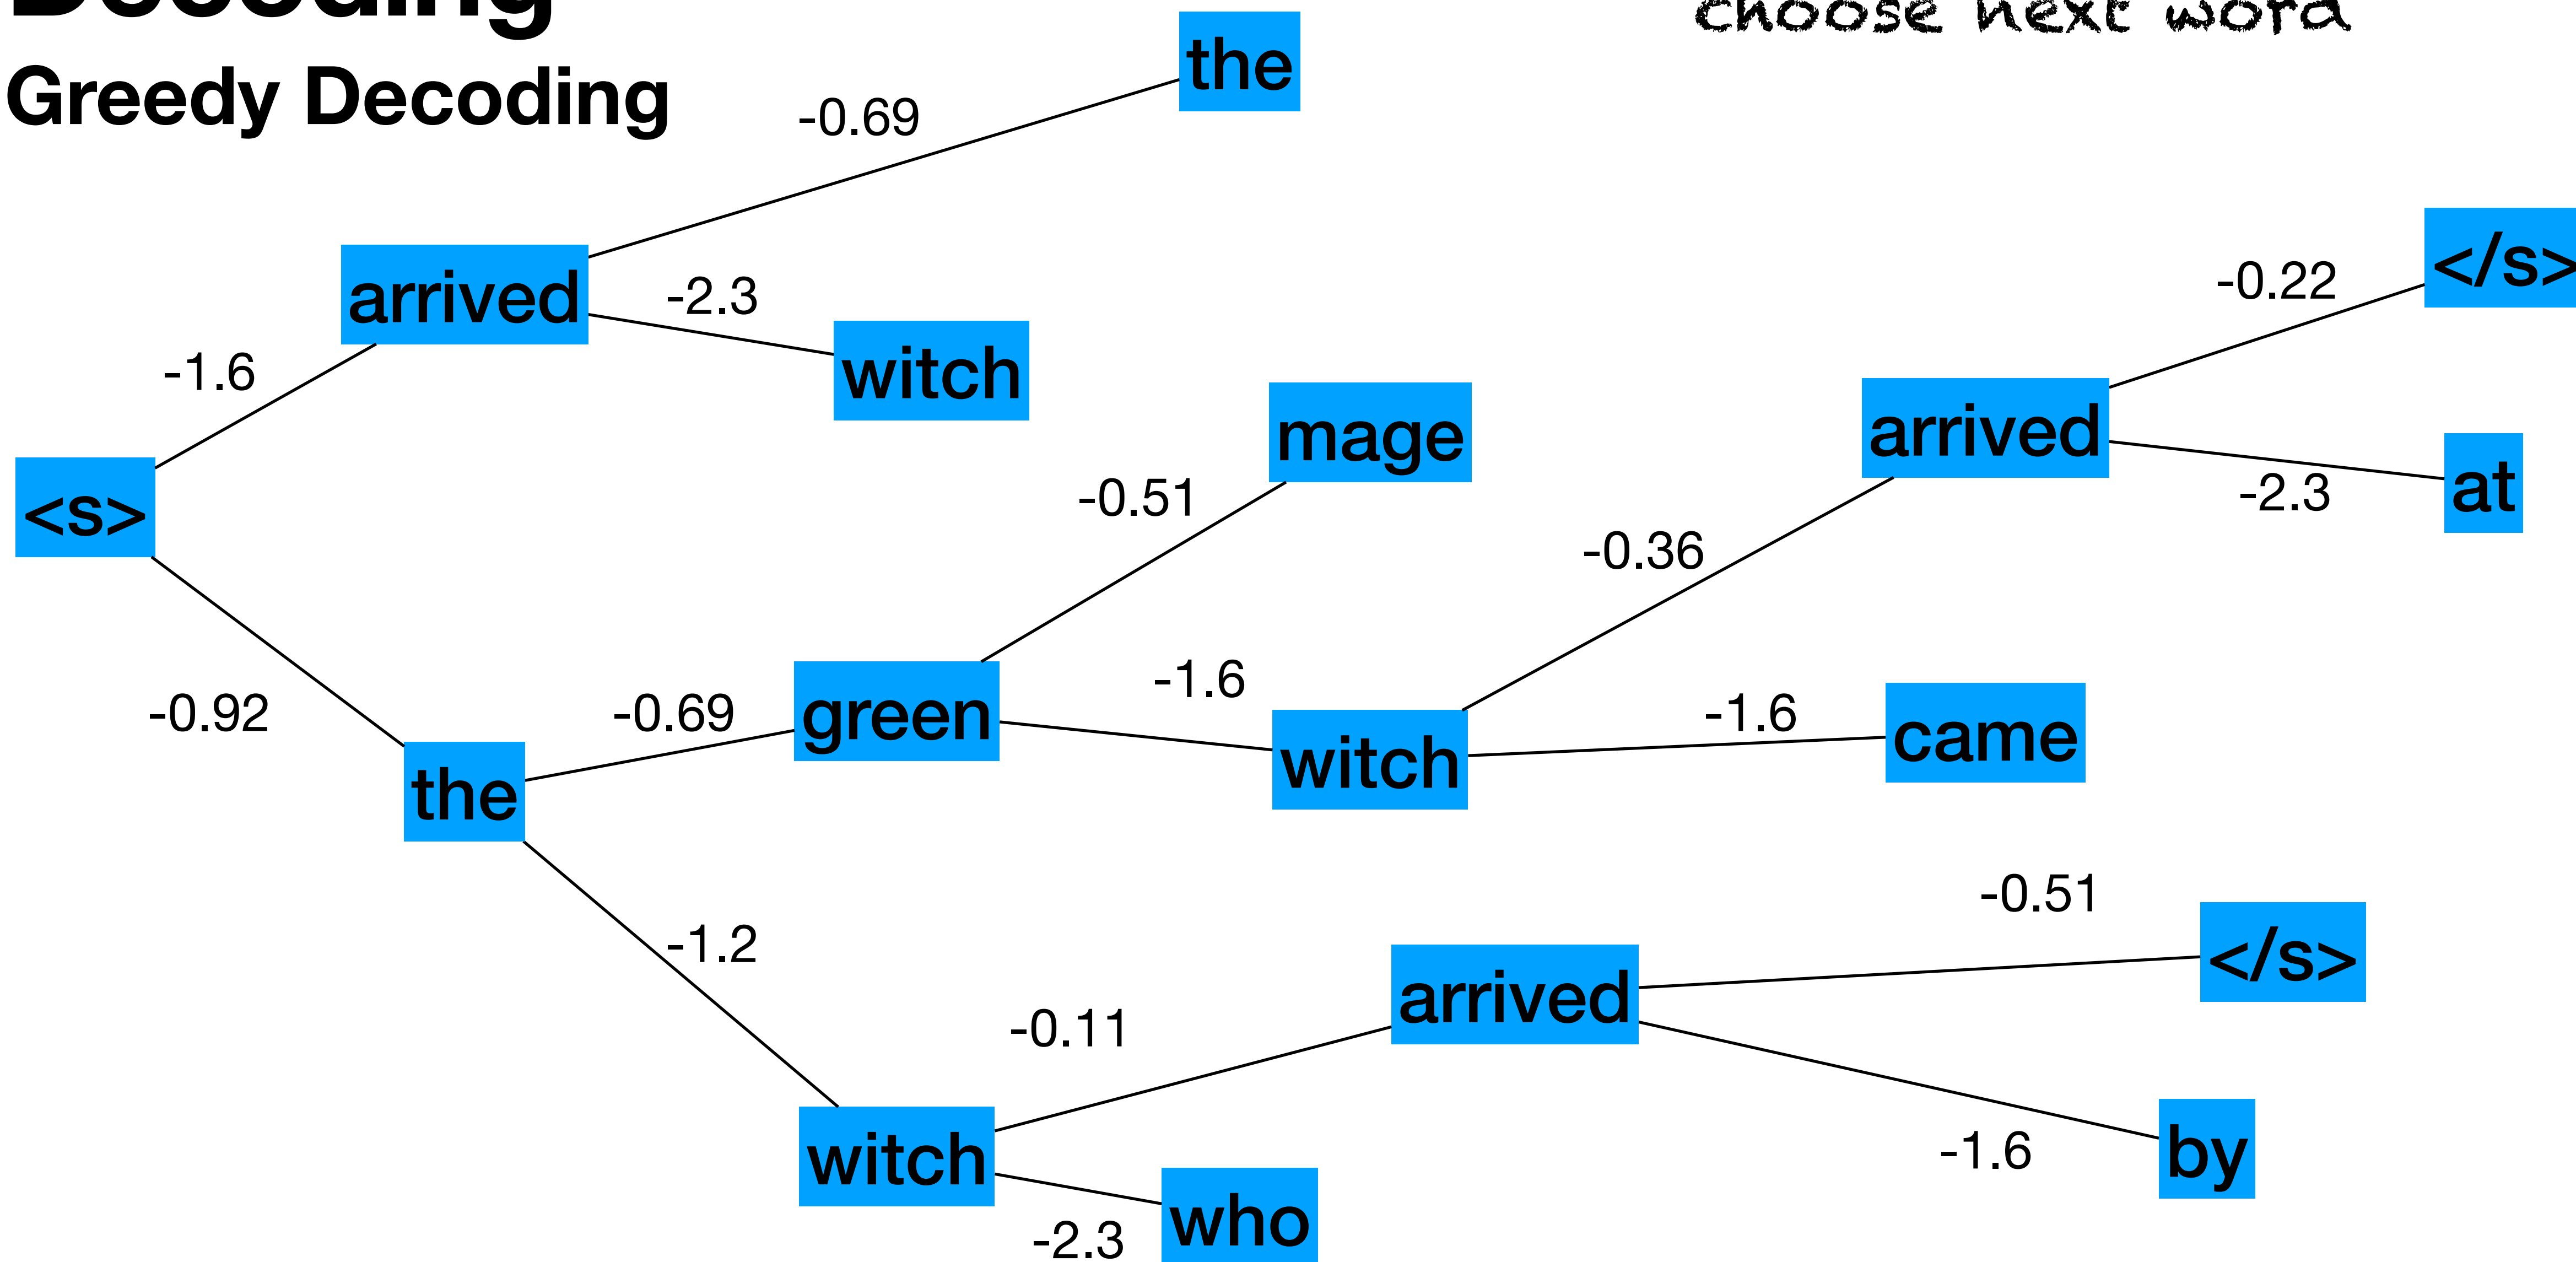 Decoding
Greedy Decoding
choose next word
the
-0.69
arrived
-2.3
witch
-1.6
<s>
mage
-0.51
arrived
-0.22
</s>
-2.3
at
-0.36
-0.92
the
-0.69
green
-1.6
witch
-1.6
came
-1.2
-0.11
arrived
-0.51
</s>
-1.6
by
witch
-2.3
who